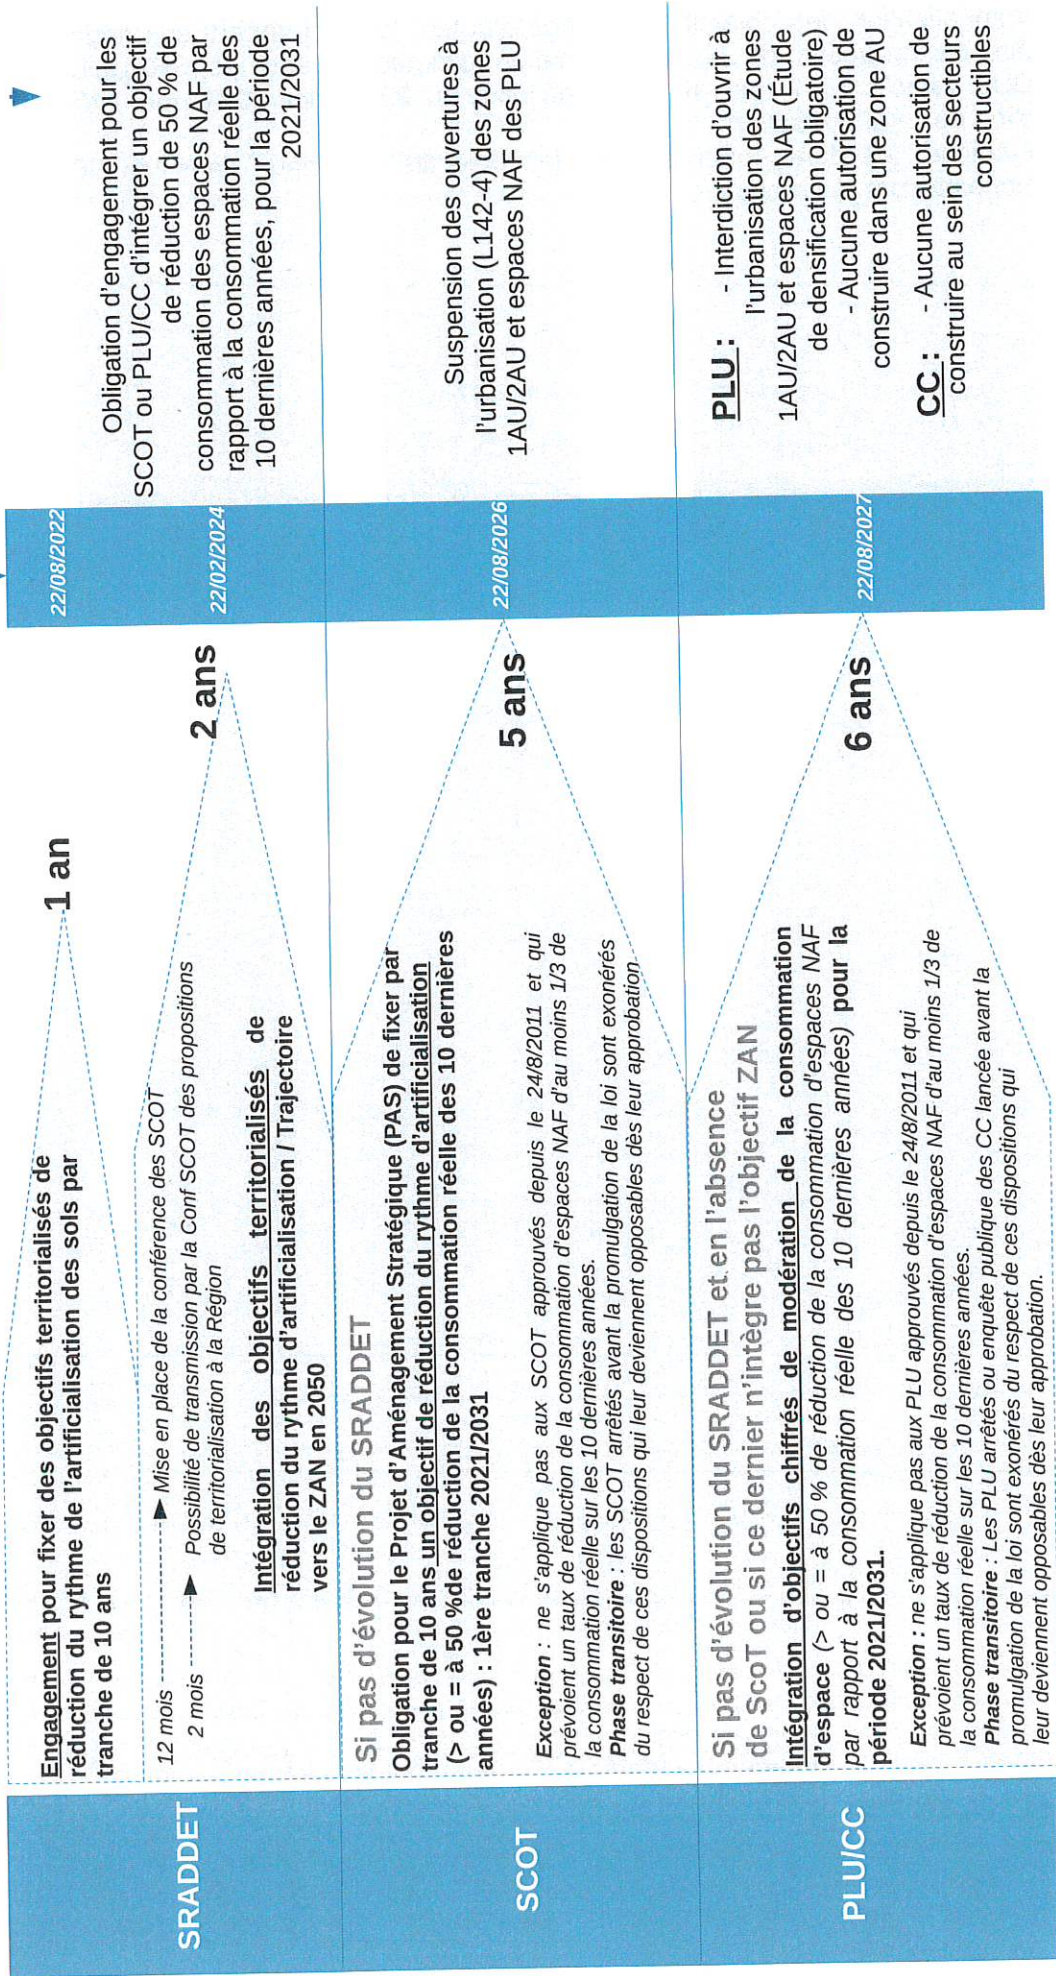 SRADDET
Engagement pour fixer des objectifs territorialisés de
réduction du rythme de l'artificialisation des sols par
tranche de 10 ans
1 an
22/08/2022
12 mois
Mise en place de la conférence des SCOT
2 mois
Possibilité de transmission par la Conf SCOT des propositions
de territorialisation à la Région
Intégration des objectifs territorialisés de
réduction du rythme d'artificialisation / Trajectoire
vers le ZAN en 2050
2 ans
22/02/2024
Obligation d'engagement pour les
SCOT ou PLU/CC d'intégrer un objectif
de réduction de 50 % de
consommation des espaces NAF par
rapport à la consommation réelle des
10 dernières années, pour la période
2021/2031
SCOT
Si pas d'évolution du SRADDET
Obligation pour le Projet d'Aménagement Stratégique (PAS) de fixer par
tranche de 10 ans un objectif de réduction du rythme d'artificialisation
(> ou = à 50 %de réduction de la consommation réelle des 10 dernières
années) : 1ère tranche 2021/2031
Exception : ne s'applique pas aux SCOT approuvés depuis le 24/8/2011 et qui
prévoient un taux de réduction de la consommation d'espaces NAF d'au moins 1/3 de
la consommation réelle sur les 10 dernières années.
Phase transitoire : les SCOT arrêtés avant la promulgation de la loi sont exonérés
du respect de ces dispositions qui leur deviennent opposables dès leur approbation
5 ans
22/08/2026
Suspension des ouvertures à
l'urbanisation (L142-4) des zones
1AU/2AU et espaces NAF des PLU
PLU/CC
Si pas d'évolution du SRADDET et en l'absence
de ScoT ou si ce dernier n'intègre pas l'objectif ZAN
Intégration d'objectifs chiffrés de modération de la consommation
d'espace (> ou = à 50 % de réduction de la consommation d'espaces NAF
par rapport à la consommation réelle des 10 dernières années) pour la
période 2021/2031.
Exception : ne s'applique pas aux PLU approuvés depuis le 24/8/2011 et qui
prévoient un taux de réduction de la consommation d'espaces NAF d'au moins 1/3 de
la consommation réelle sur les 10 dernières années.
Phase transitoire : Les PLU arrêtés ou enquête publique des CC lancée avant la
promulgation de la loi sont exonérés du respect de ces dispositions qui
leur deviennent opposables dès leur approbation.
6 ans
22/08/2027
PLU : - Interdiction d'ouvrir à
l'urbanisation des zones
1AU/2AU et espaces NAF (Étude
de densification obligatoire)
- Aucune autorisation de
construire dans une zone AU
CC : - Aucune autorisation de
construire au sein des secteurs
constructibles